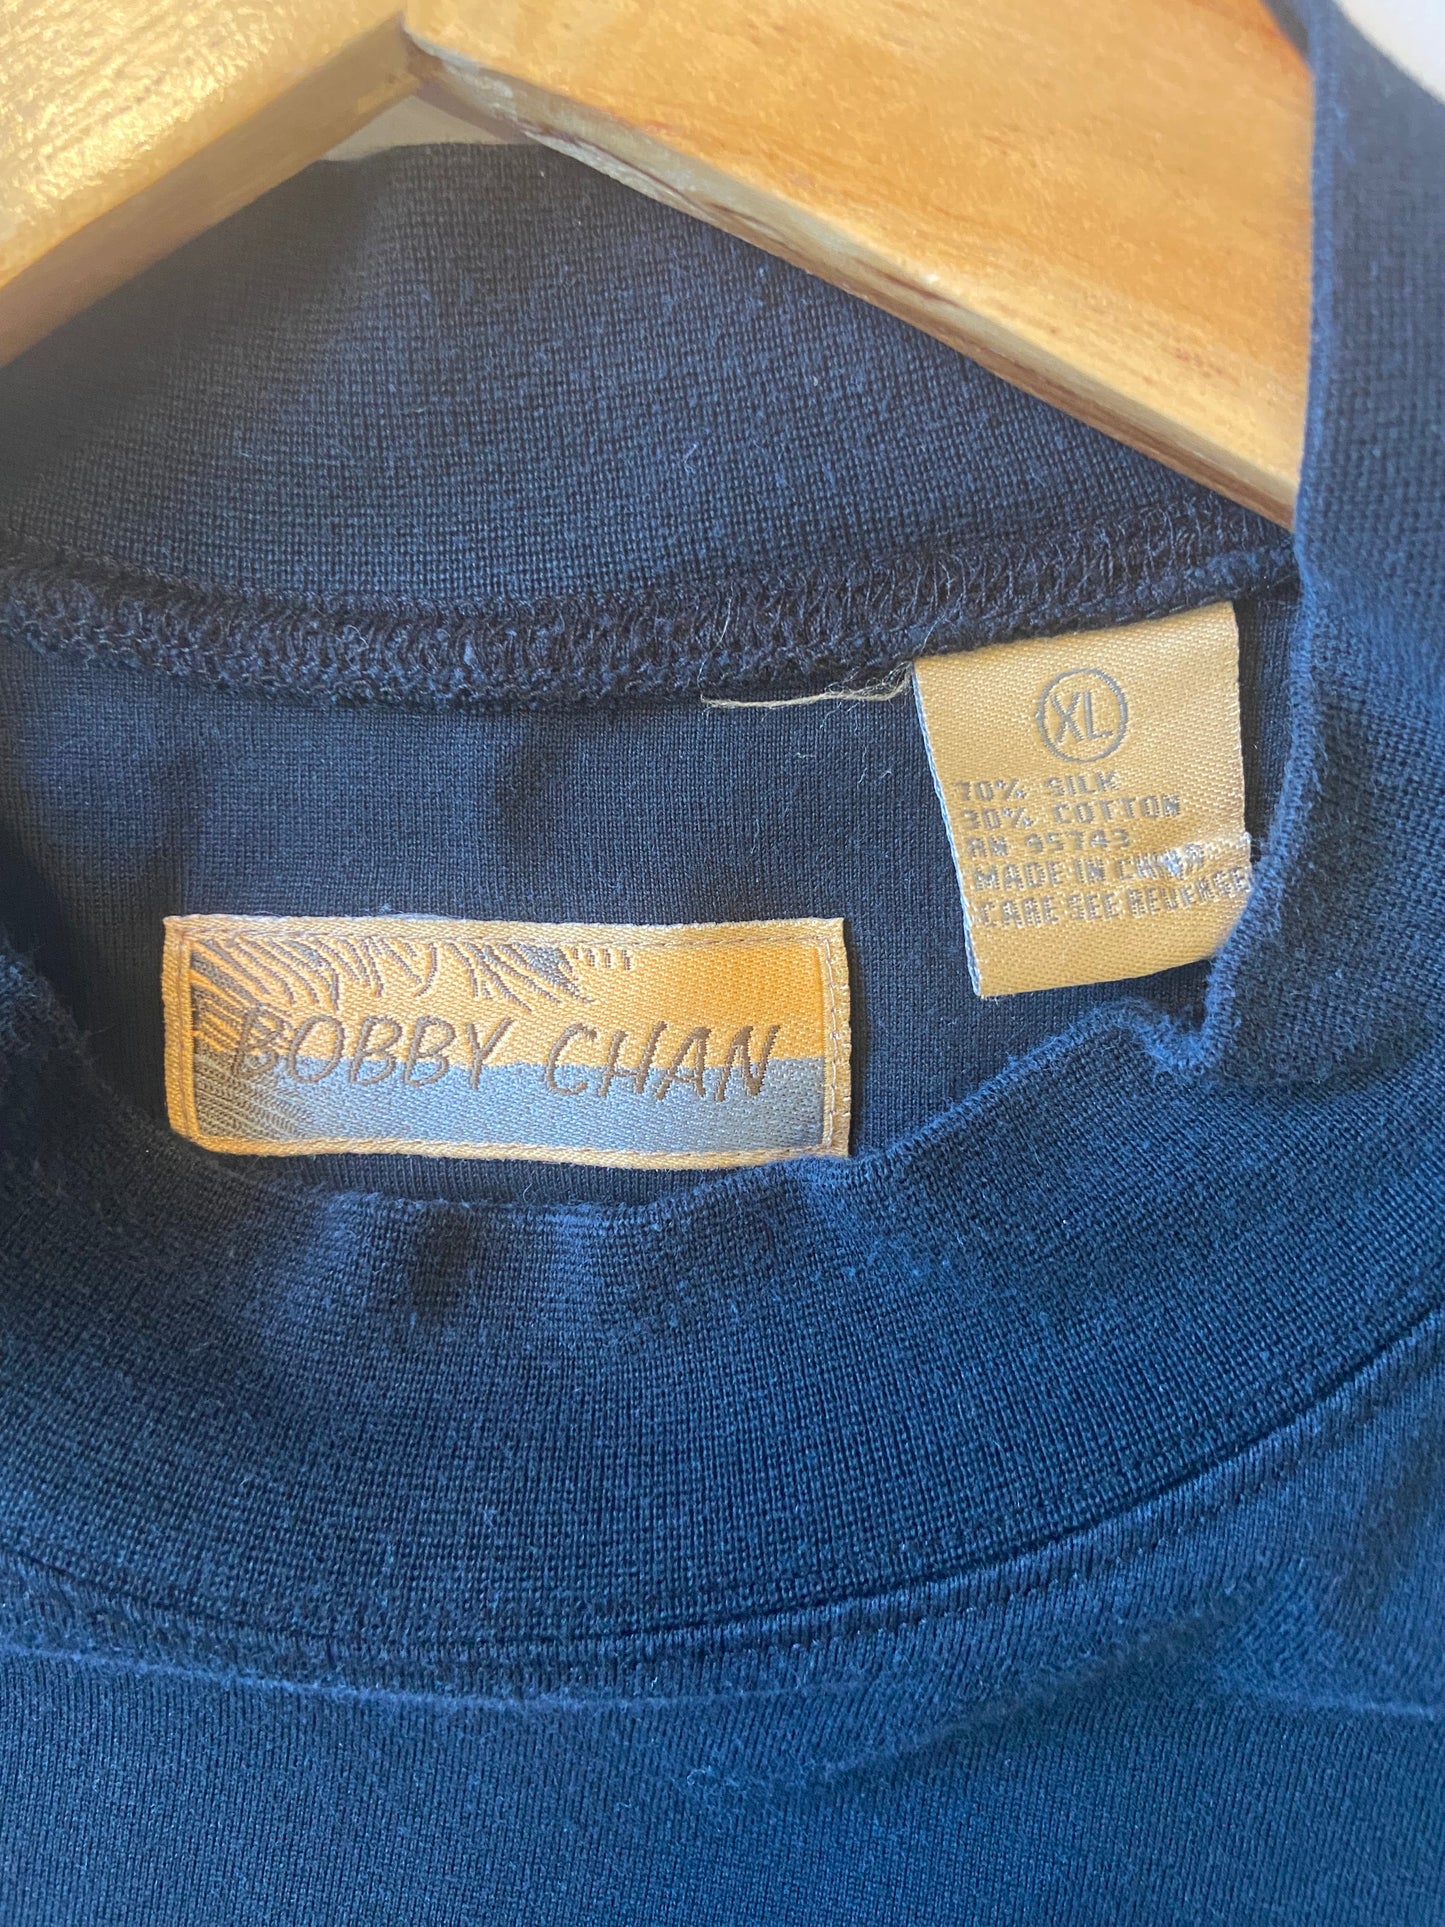 XL
70% SILK
30% COTTON
RN 95743
MADE IN CHINA
CARE SEE REVERSE
BOBBY CHAN